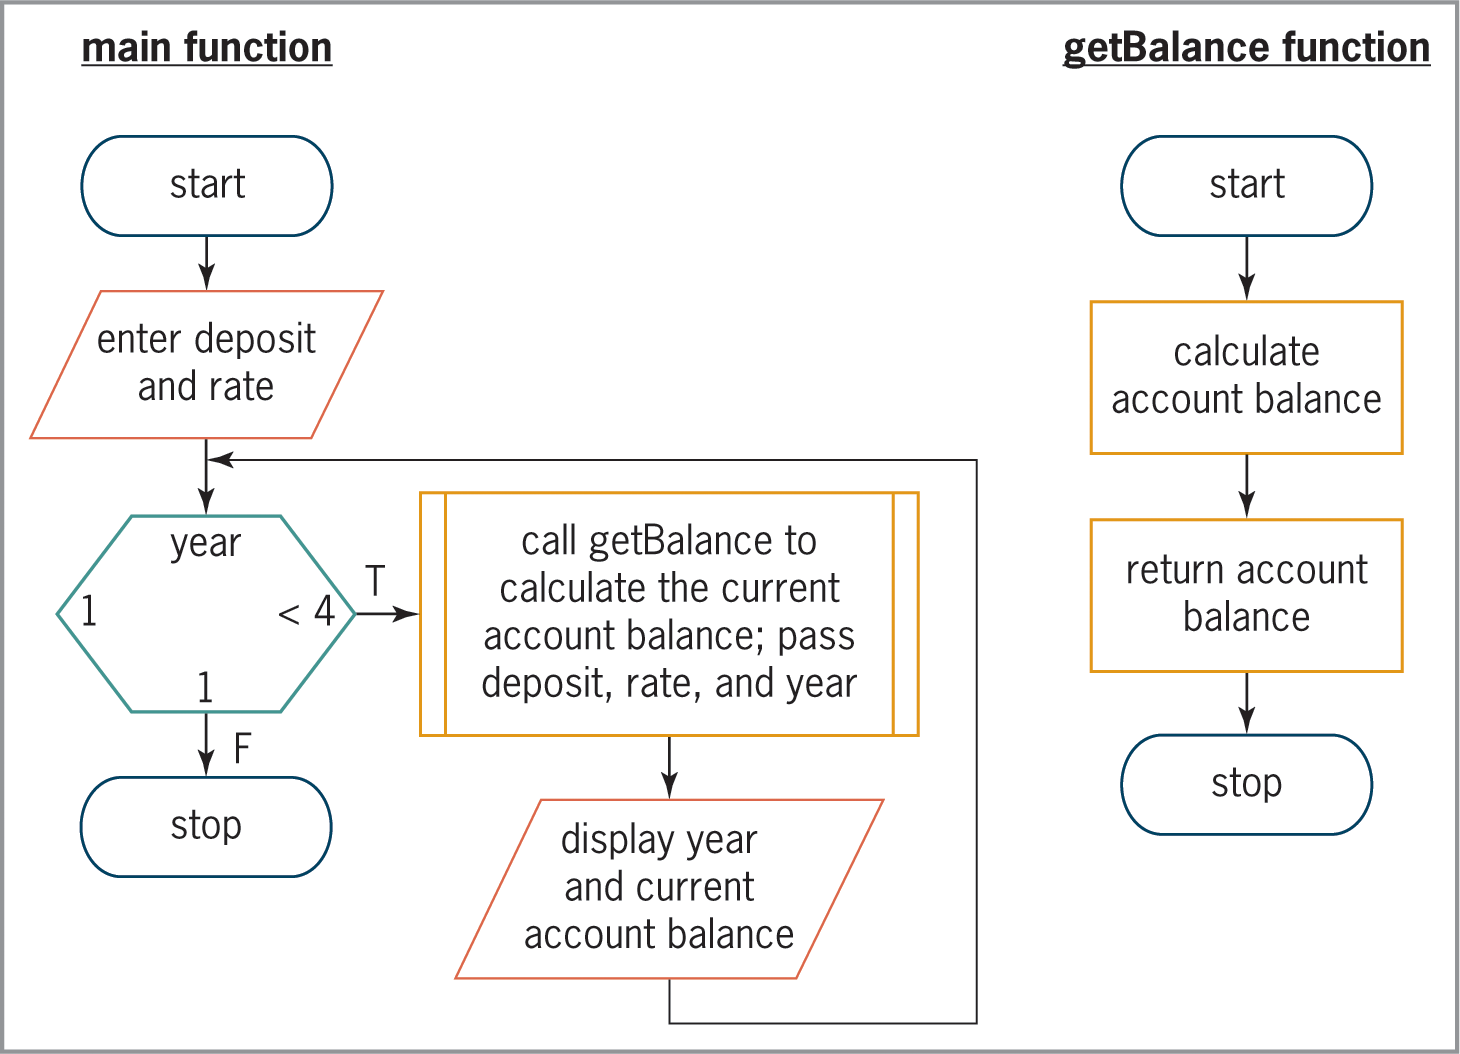 main function
start
enter deposit
and rate
year
1
< 4
1
T
F
stop
call getBalance to
calculate the current
account balance; pass
deposit, rate, and year
display year
and current
account balance
getBalance function
start
calculate
account balance
return account
balance
stop